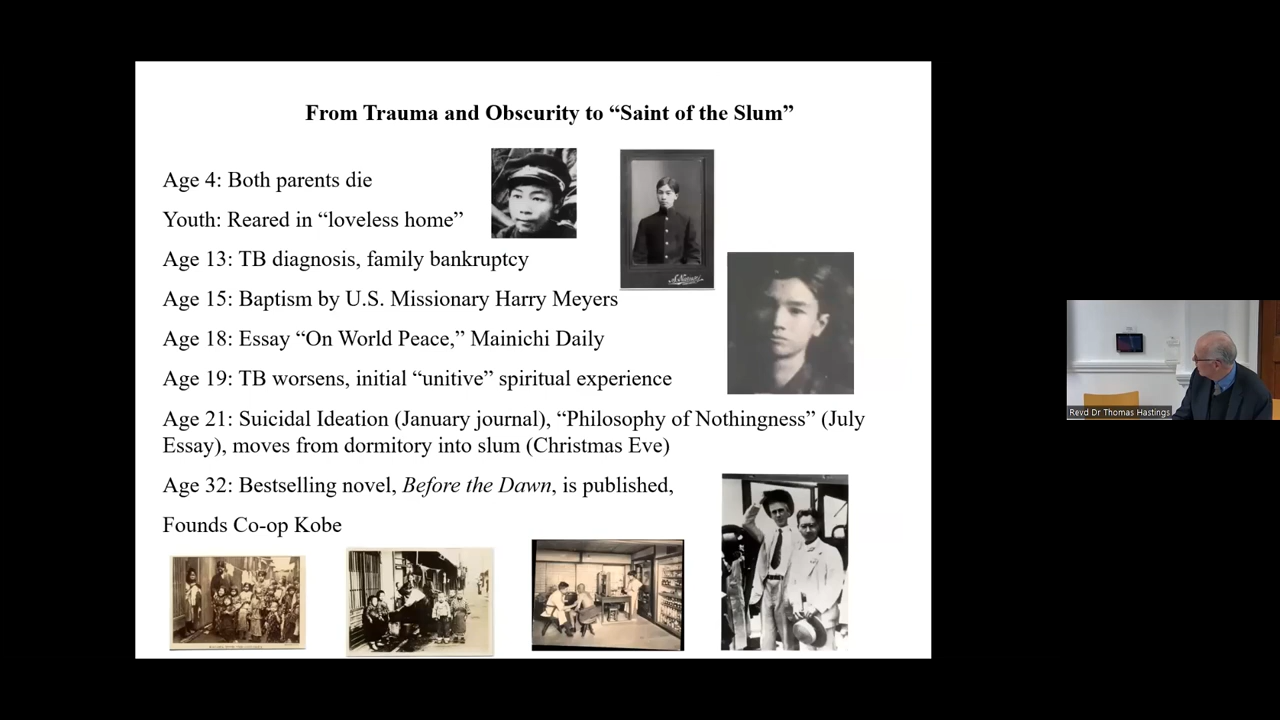 From Trauma and Obscurity to “Saint of the Slum”
Age 4: Both parents die
Youth: Reared in “loveless home”
Age 13: TB diagnosis, family bankruptcy
Age 15: Baptism by U.S. Missionary Harry Meyers
Age 18: Essay “On World Peace,” Mainichi Daily
Age 19: TB worsens, initial “unitive” spiritual experience
Age 21: Suicidal Ideation (January journal), “Philosophy of Nothingness” (July
Essay), moves from dormitory into slum (Christmas Eve)
Age 32: Bestselling novel, Before the Dawn, is published,
Founds Co-op Kobe
Revd Dr Thomas Hastings